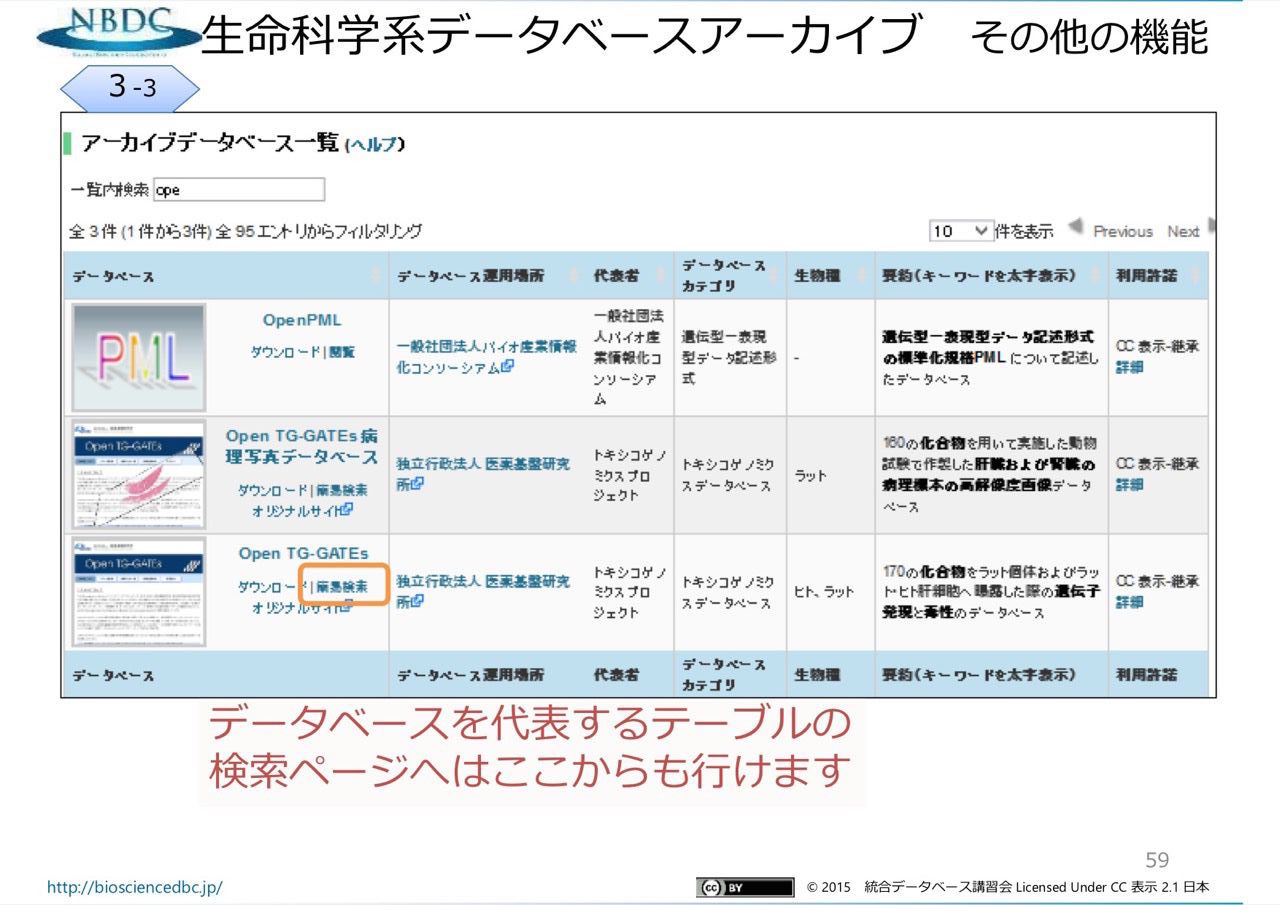 NBDC
生命科学系データベースアーカイブ　その他の機能
3-3
アーカイブデータベース一覧 (ヘルプ)
一覧内検索 ope
全 3 件 (1 件から3件) 全 95 エントリからフィルタリング
10 件を表示 Previous Next
データベース データベース運用場所 代表者 データベースカテゴリ 生物種 要約(キーワードを太字表示) 利用許諾
PML
OpenPML
ダウンロード | 閲覧
一般社団法人バイオ産業情報
化コンソーシアム
一般社団法
人バイオ産
業情報化コ
ンソーシア
ム
遺伝型－表現
型データ記述形
式
-
遺伝型－表現型データ記述形式
の標準化規格PML について記述し
たデータベース
CC 表示-継承
詳細
Open TG-GATEs
Open TG-GATEs 病
理写真データベース
ダウンロード | 簡易検索
オリジナルサイト
独立行政法人 医薬基盤研究
所
トキシコゲノ
ミクスプロ
ジェクト
トキシコゲノミク
スデータベース
ラット
160の化合物を用いて実施した動物
試験で作製した肝臓および腎臓の
病理標本の高解像度画像データ
ベース
CC 表示-継承
詳細
Open TG-GATEs
Open TG-GATEs
ダウンロード | 簡易検索
オリジナルサイト
独立行政法人 医薬基盤研究
所
トキシコゲノ
ミクスプロ
ジェクト
トキシコゲノミク
スデータベース
ヒト、ラット
170の化合物をラット個体およびラッ
ト・ヒト肝細胞へ曝露した際の遺伝子
発現と毒性のデータベース
CC 表示-継承
詳細
データベース データベース運用場所 代表者 データベースカテゴリ 生物種 要約(キーワードを太字表示) 利用許諾
データベースを代表するテーブルの
検索ページへはここからも行けます
59
http://biosciencedbc.jp/
cc BY © 2015　統合データベース講習会 Licensed Under CC 表示 2.1 日本